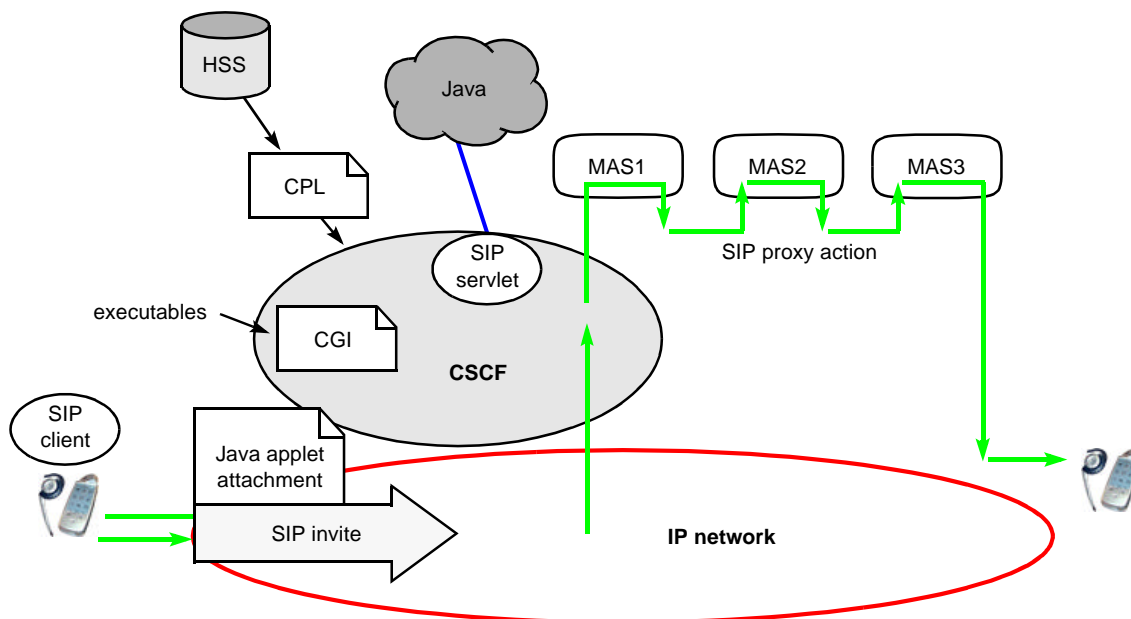 HSS
Java
CPL
MAS1
MAS2
MAS3
SIP proxy action
SIP
servlet
executables
CGI
CSCF
SIP
client
Java applet
attachment
SIP invite
IP network